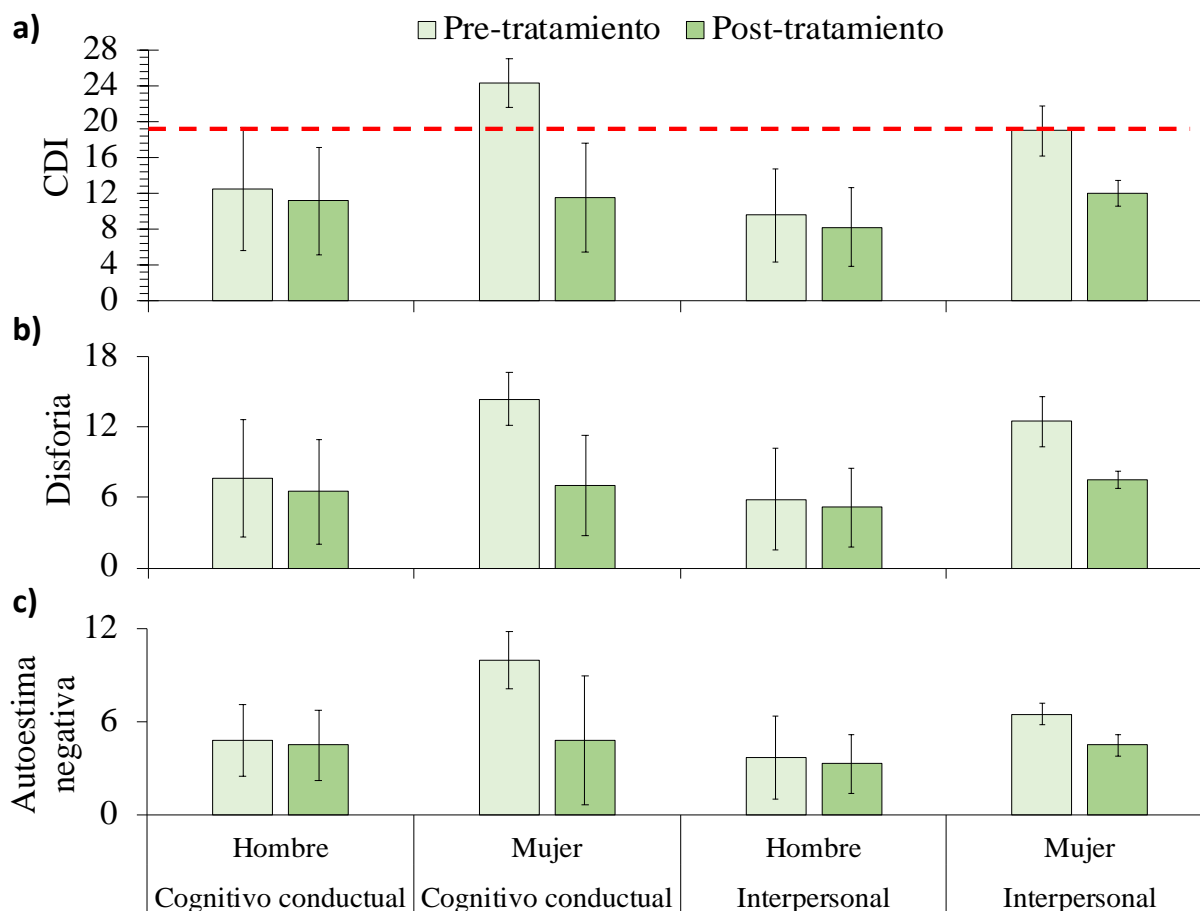 a)
Pre-tratamiento Post-tratamiento
28
24
20
16
12
8
4
0
CDI
b)
18
12
6
0
Disforia
c)
12
6
0
Autoestima
negativa
Hombre Mujer Hombre Mujer
Cognitivo conductual Cognitivo conductual Interpersonal Interpersonal